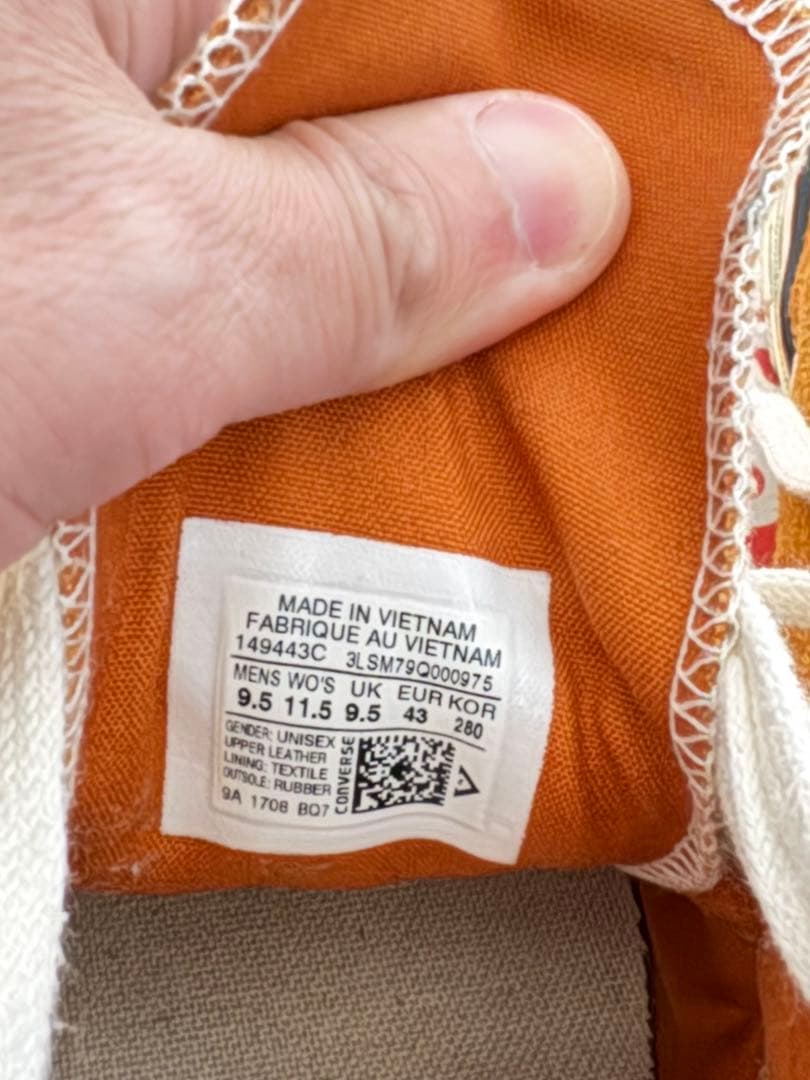 MADE IN VIETNAM
FABRIQUE AU VIETNAM
149443C 3LSM79Q000975
MENS WO'S UK EUR KOR
9.5 11.5 9.5 43 280
GENDER: UNISEX
UPPER LEATHER
LINING: TEXTILE
OUTSOLE: RUBBER
9A 1708 BQ7
CONVERSE